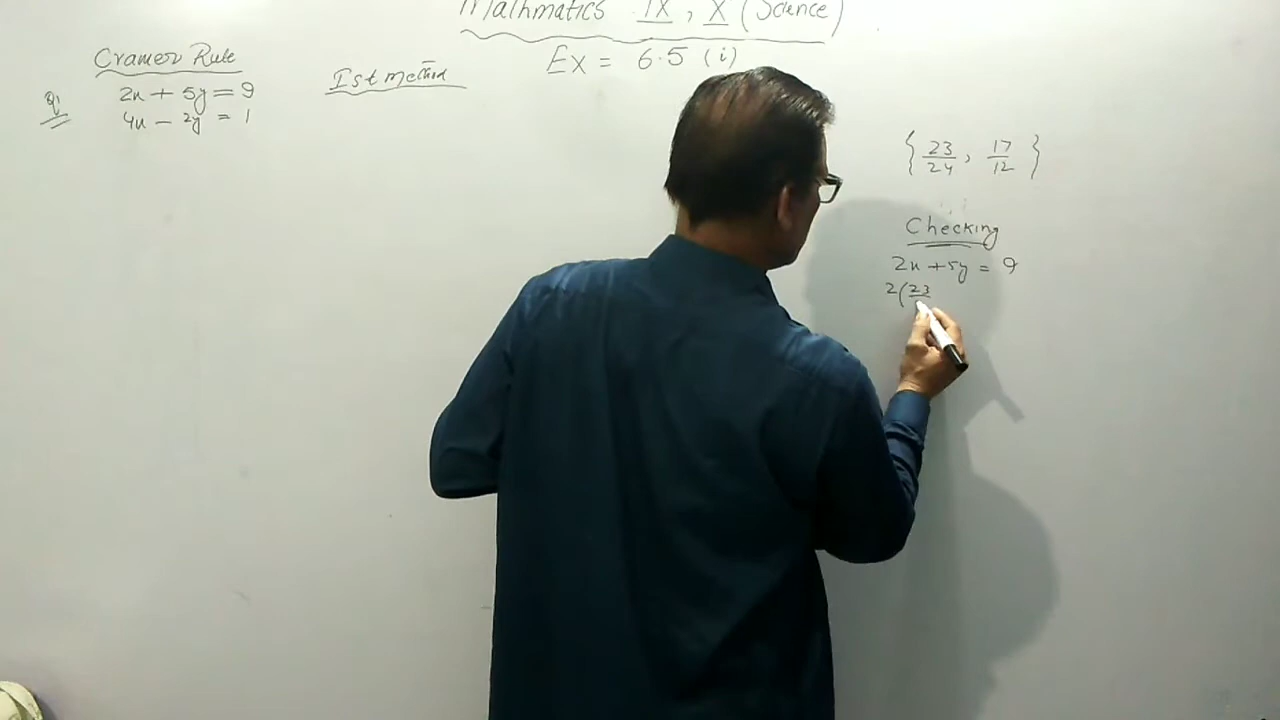 Mathmatics IX, X (Science)
Ex = 6.5 (i)
Cramer Rule
Ist method
Q1
2x + 5y = 9
4x - 2y = 1
{ 23/24, 17/12 }
Checking
2x + 5y = 9
2(23